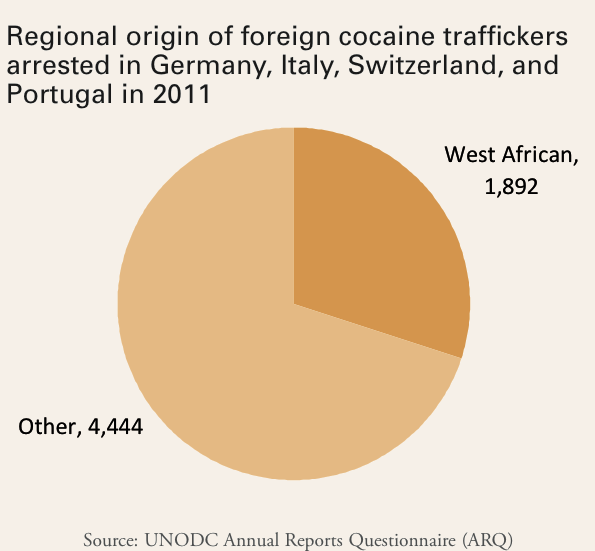 Regional origin of foreign cocaine traffickers
arrested in Germany, Italy, Switzerland, and
Portugal in 2011
West African,
1,892
Other, 4,444
Source: UNODC Annual Reports Questionnaire (ARQ)